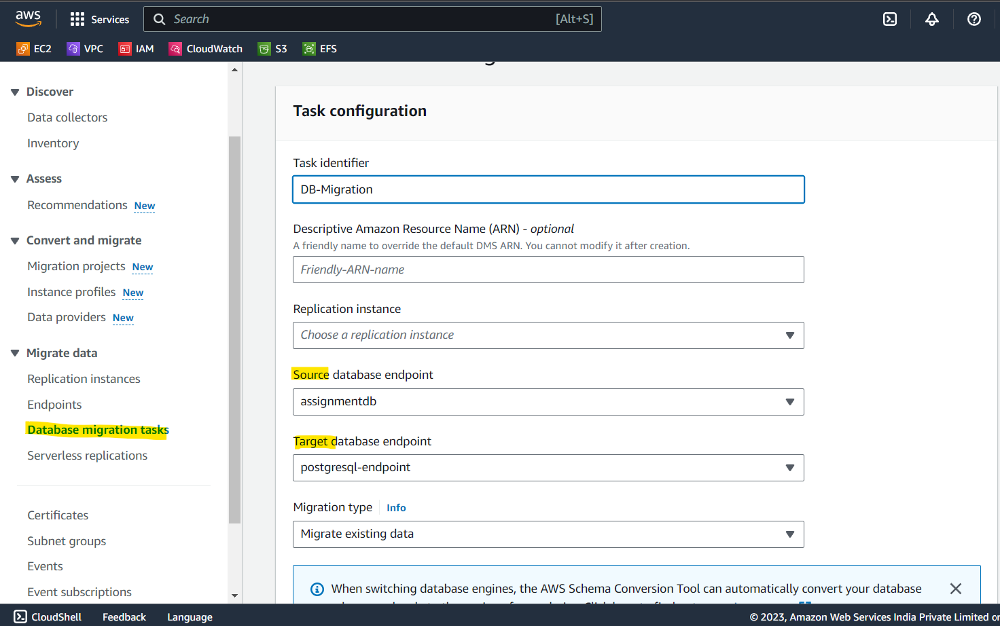 aws
Services
Search [Alt+S]
EC2 VPC IAM CloudWatch S3 EFS
Discover
Data collectors
Inventory
Assess
Recommendations New
Convert and migrate
Migration projects New
Instance profiles New
Data providers New
Migrate data
Replication instances
Endpoints
Database migration tasks
Serverless replications
Certificates
Subnet groups
Events
Event subscriptions
Task configuration
Task identifier
DB-Migration
Descriptive Amazon Resource Name (ARN) - optional
A friendly name to override the default DMS ARN. You cannot modify it after creation.
Friendly-ARN-name
Replication instance
Choose a replication instance
Source database endpoint
assignmentdb
Target database endpoint
postgresql-endpoint
Migration type Info
Migrate existing data
When switching database engines, the AWS Schema Conversion Tool can automatically convert your database
CloudShell Feedback Language © 2023, Amazon Web Services India Private Limited or